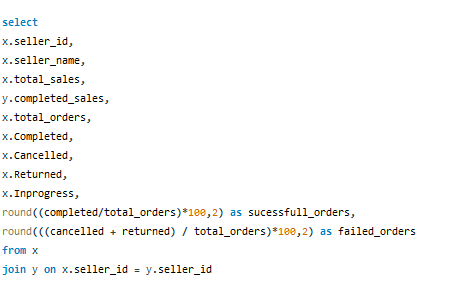 select
x.seller_id,
x.seller_name,
x.total_sales,
y.completed_sales,
x.total_orders,
x.Completed,
x.Cancelled,
x.Returned,
x.Inprogress,
round((completed/total_orders)*100,2) as sucessfull_orders,
round(((cancelled + returned) / total_orders)*100,2) as failed_orders
from x
join y on x.seller_id = y.seller_id